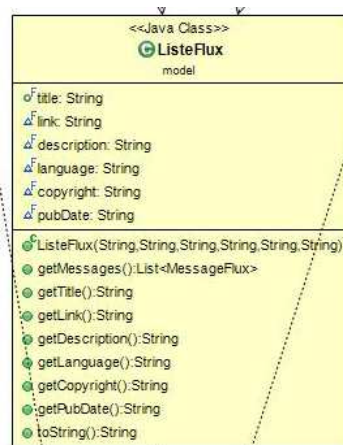 <<Java Class>>
C ListeFlux
model
F title: String
F link: String
F description: String
F language: String
F copyright: String
F pubDate: String
C ListeFlux(String,String,String,String,String,String)
getMessages():List<MessageFlux>
getTitle():String
getLink():String
getDescription():String
getLanguage():String
getCopyright():String
getPubDate():String
toString():String